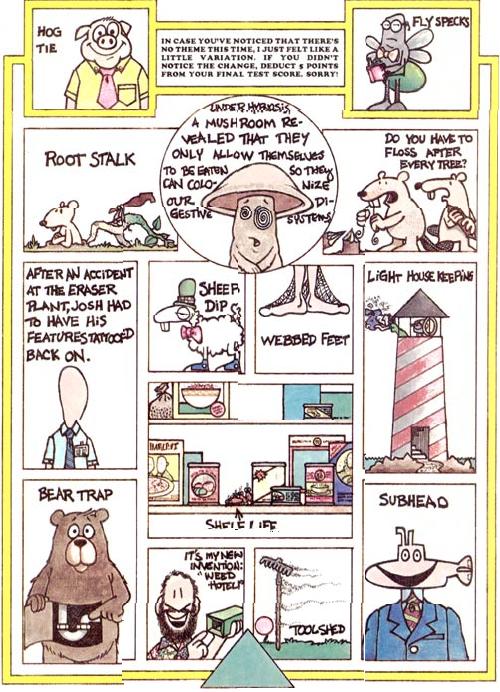 HOG
TIE
IN CASE YOU'VE NOTICED THAT THERE'S
NO THEME THIS TIME, I JUST FELT LIKE A
LITTLE VARIATION. IF YOU DIDN'T
NOTICE THE CHANGE, DEDUCT 5 POINTS
FROM YOUR FINAL TEST SCORE. SORRY!
FLY SPECKS
ROOT STALK
UNDER HYPNOSIS,
A MUSHROOM RE-
VEALED THAT THEY
ONLY ALLOW THEMSELVES
TO BE EATEN SO THEY
CAN COLO- NIZE
OUR DI-
GESTIVE SYSTEMS
DO YOU HAVE TO
FLOSS AFTER
EVERY TREE?
AFTER AN ACCIDENT
AT THE ERASER
PLANT, JOSH HAD
TO HAVE HIS
FEATURES TATOOED
BACK ON.
SHEEP
DIP
WEBBED FEET
LIGHT HOUSE KEEPING
SHELF LIFE
BEAR TRAP
IT'S MY NEW
INVENTION:
"WEED
HOTEL!"
TOOL SHED
SUBHEAD